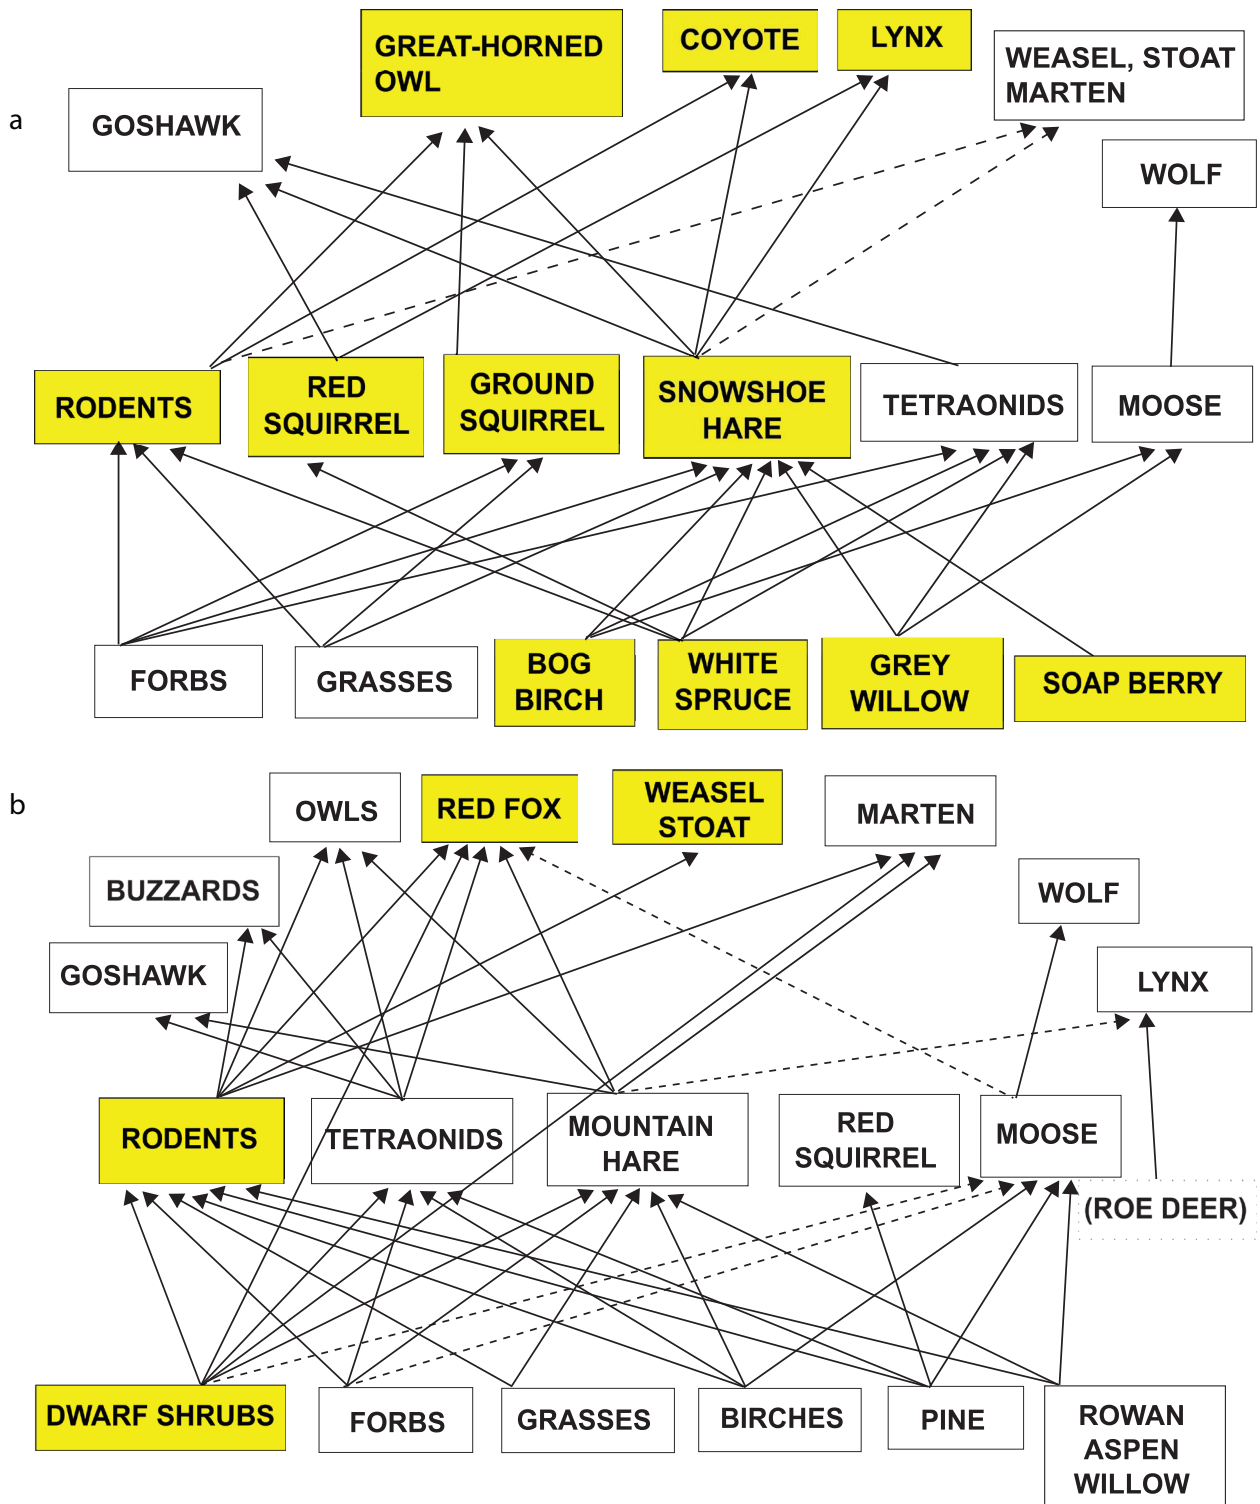 a
GREAT-HORNED
OWL
COYOTE
LYNX
WEASEL, STOAT
MARTEN
GOSHAWK
WOLF
RODENTS
RED
SQUIRREL
GROUND
SQUIRREL
SNOWSHOE
HARE
TETRAONIDS
MOOSE
FORBS
GRASSES
BOG
BIRCH
WHITE
SPRUCE
GREY
WILLOW
SOAP BERRY
b
OWLS
RED FOX
WEASEL
STOAT
MARTEN
BUZZARDS
WOLF
GOSHAWK
LYNX
RODENTS
TETRAONIDS
MOUNTAIN
HARE
RED
SQUIRREL
MOOSE
(ROE DEER)
DWARF SHRUBS
FORBS
GRASSES
BIRCHES
PINE
ROWAN
ASPEN
WILLOW